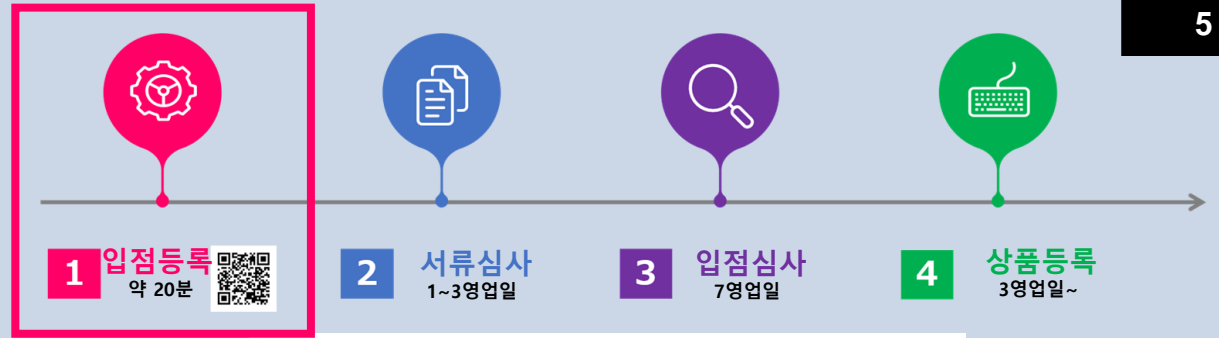 5
1 입점등록
약 20분
2 서류심사
1~3영업일
3 입점심사
7영업일
4 상품등록
3영업일~